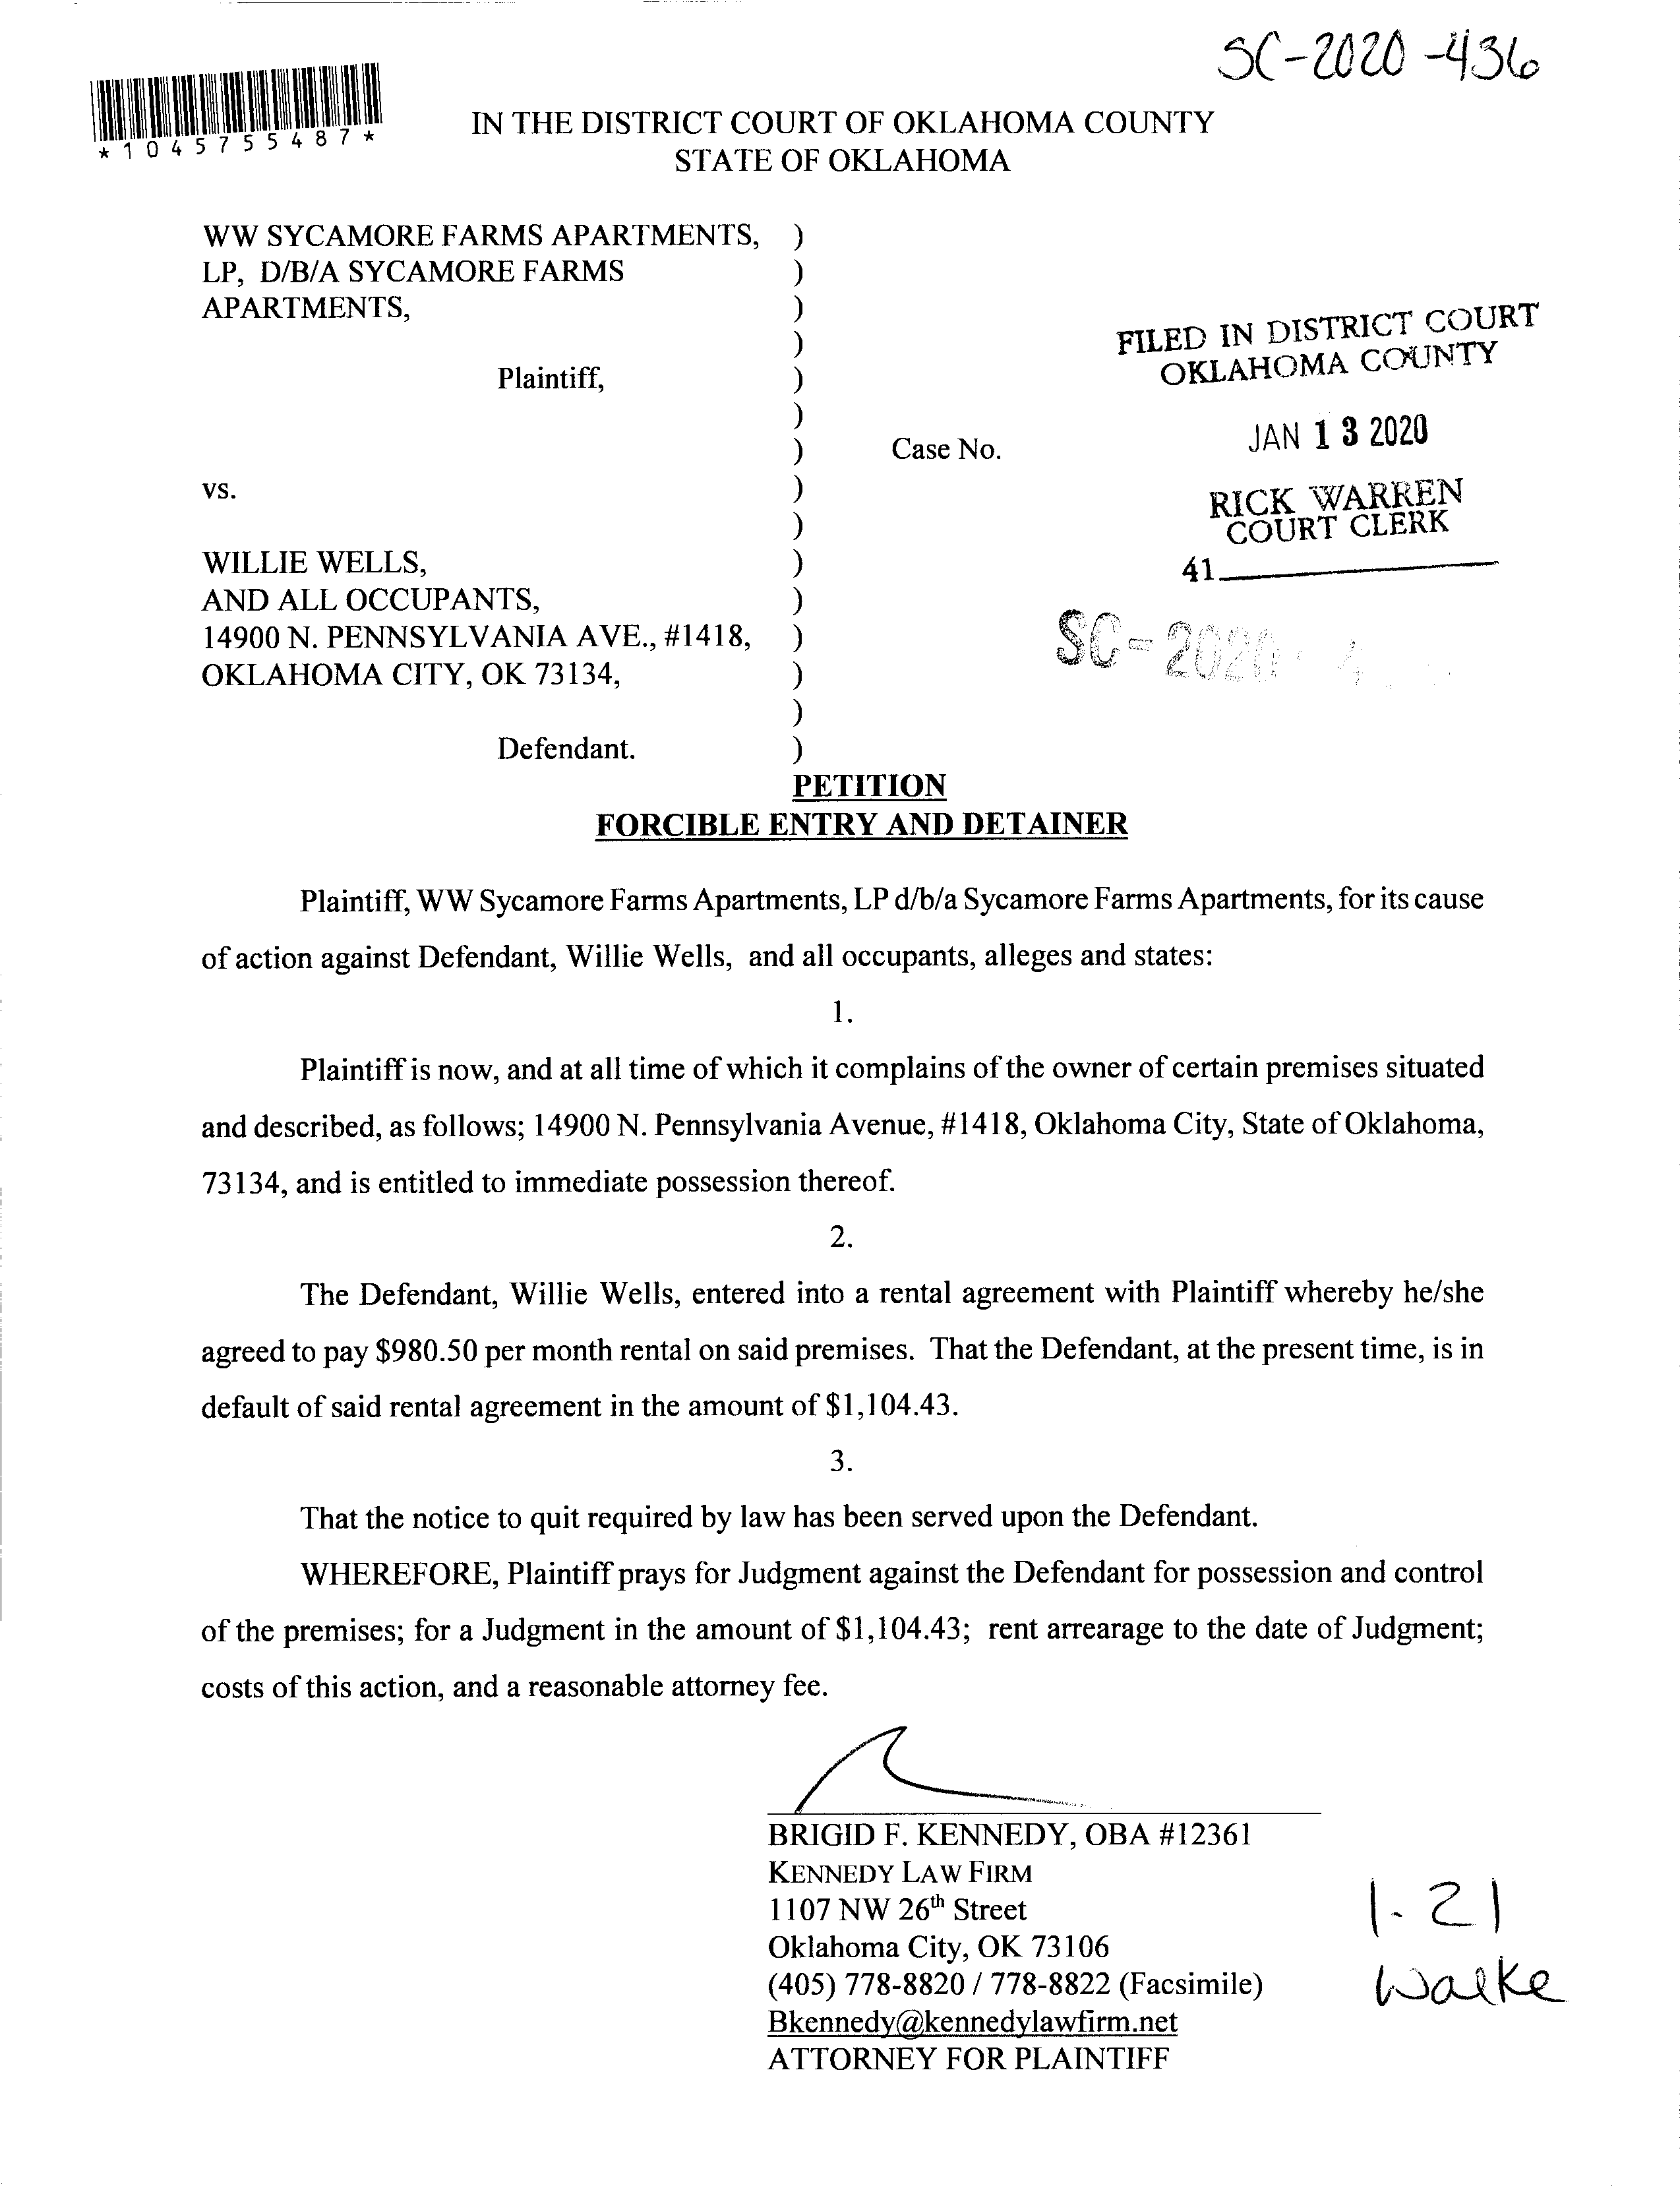 SC-2020-436
*1045755487*
IN THE DISTRICT COURT OF OKLAHOMA COUNTY
STATE OF OKLAHOMA
WW SYCAMORE FARMS APARTMENTS, )
LP, D/B/A SYCAMORE FARMS )
APARTMENTS, )
)
Plaintiff, )
)
) Case No.
vs. )
)
WILLIE WELLS, )
AND ALL OCCUPANTS, )
14900 N. PENNSYLVANIA AVE., #1418, )
OKLAHOMA CITY, OK 73134, )
)
Defendant. )
FILED IN DISTRICT COURT
OKLAHOMA COUNTY
JAN 13 2020
RICK WARREN
COURT CLERK
41
SC-2020-4
PETITION
FORCIBLE ENTRY AND DETAINER
Plaintiff, WW Sycamore Farms Apartments, LP d/b/a Sycamore Farms Apartments, for its cause
of action against Defendant, Willie Wells, and all occupants, alleges and states:
1.
Plaintiff is now, and at all time of which it complains of the owner of certain premises situated
and described, as follows; 14900 N. Pennsylvania Avenue, #1418, Oklahoma City, State of Oklahoma,
73134, and is entitled to immediate possession thereof.
2.
The Defendant, Willie Wells, entered into a rental agreement with Plaintiff whereby he/she
agreed to pay $980.50 per month rental on said premises. That the Defendant, at the present time, is in
default of said rental agreement in the amount of $1,104.43.
3.
That the notice to quit required by law has been served upon the Defendant.
WHEREFORE, Plaintiff prays for Judgment against the Defendant for possession and control
of the premises; for a Judgment in the amount of $1,104.43; rent arrearage to the date of Judgment;
costs of this action, and a reasonable attorney fee.
BRIGID F. KENNEDY, OBA #12361
KENNEDY LAW FIRM
1107 NW 26th Street
Oklahoma City, OK 73106
(405) 778-8820 / 778-8822 (Facsimile)
Bkennedy@kennedylawfirm.net
ATTORNEY FOR PLAINTIFF
1-21
Walke